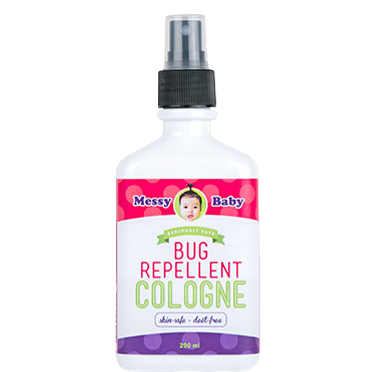 Messy Baby
SERIOUSLY SAFE
BUG
REPELLENT
COLOGNE
skin-safe • deet-free
200 ml